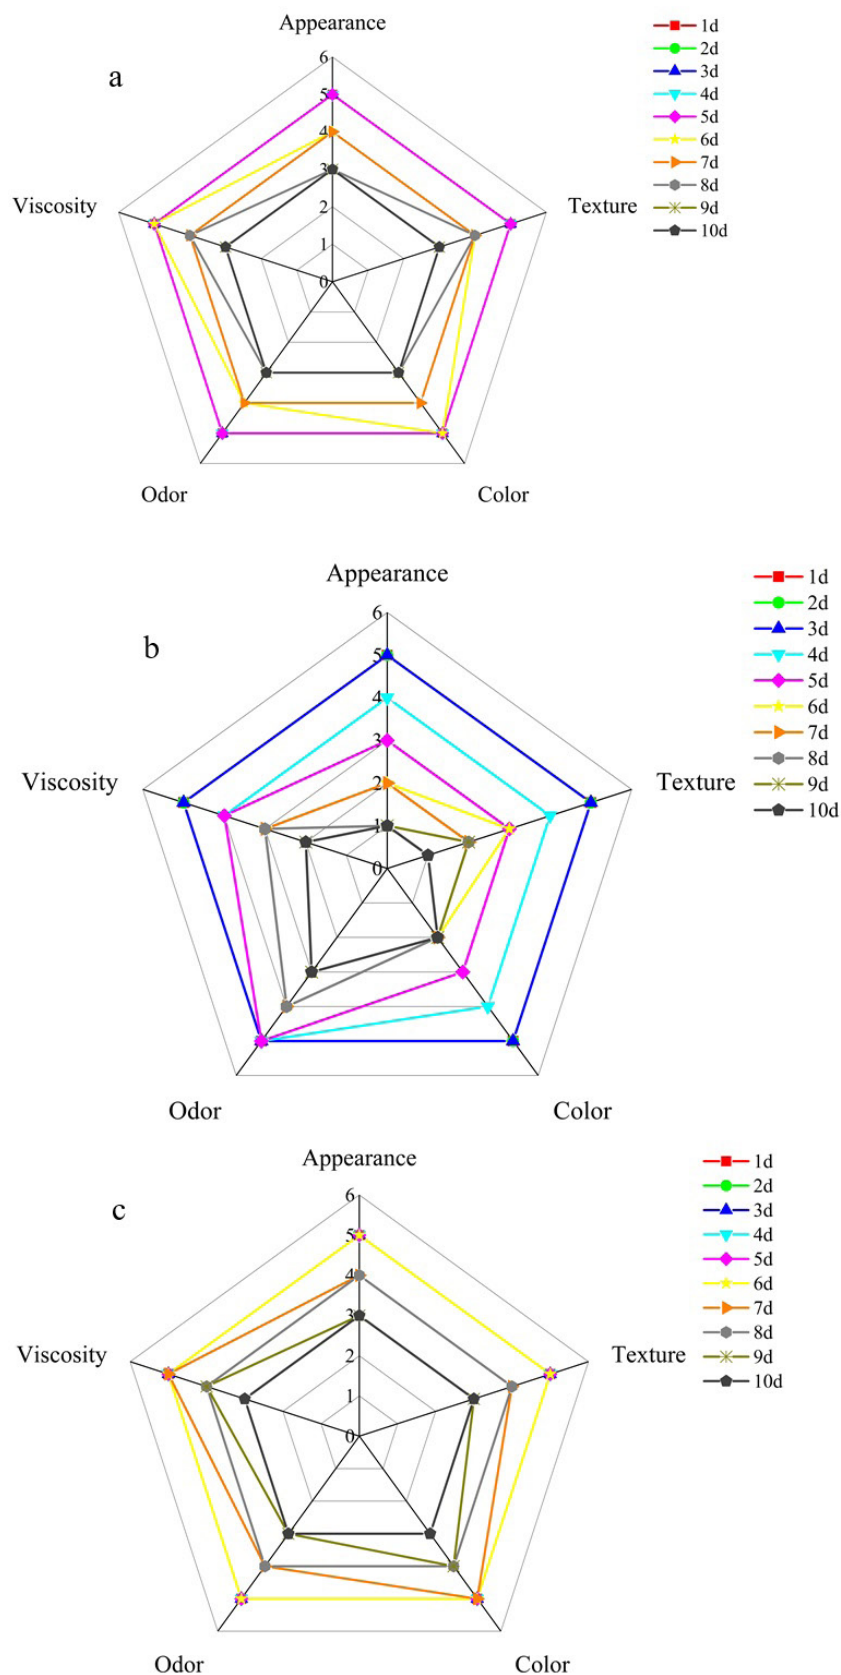 Appearance
a
6
5
4
3
2
1
0
Viscosity
Texture
Odor
Color
1d
2d
3d
4d
5d
6d
7d
8d
9d
10d
Appearance
b
6
5
4
3
2
1
0
Viscosity
Texture
Odor
Color
1d
2d
3d
4d
5d
6d
7d
8d
9d
10d
Appearance
c
6
5
4
3
2
1
0
Viscosity
Texture
Odor
Color
1d
2d
3d
4d
5d
6d
7d
8d
9d
10d